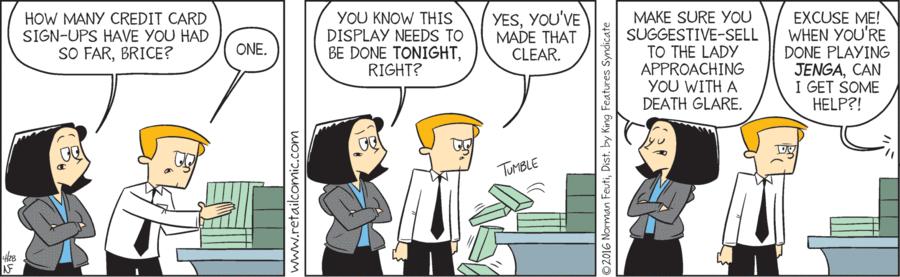 HOW MANY CREDIT CARD
SIGN-UPS HAVE YOU HAD
SO FAR, BRICE?
ONE.
4/28
NF
www.retailcomic.com
YOU KNOW THIS
DISPLAY NEEDS TO
BE DONE TONIGHT,
RIGHT?
YES, YOU'VE
MADE THAT
CLEAR.
TUMBLE
©2016 Norman Feuti, Dist. by King Features Syndicate
MAKE SURE YOU
SUGGESTIVE-SELL
TO THE LADY
APPROACHING
YOU WITH A
DEATH GLARE.
EXCUSE ME!
WHEN YOU'RE
DONE PLAYING
JENGA, CAN
I GET SOME
HELP?!